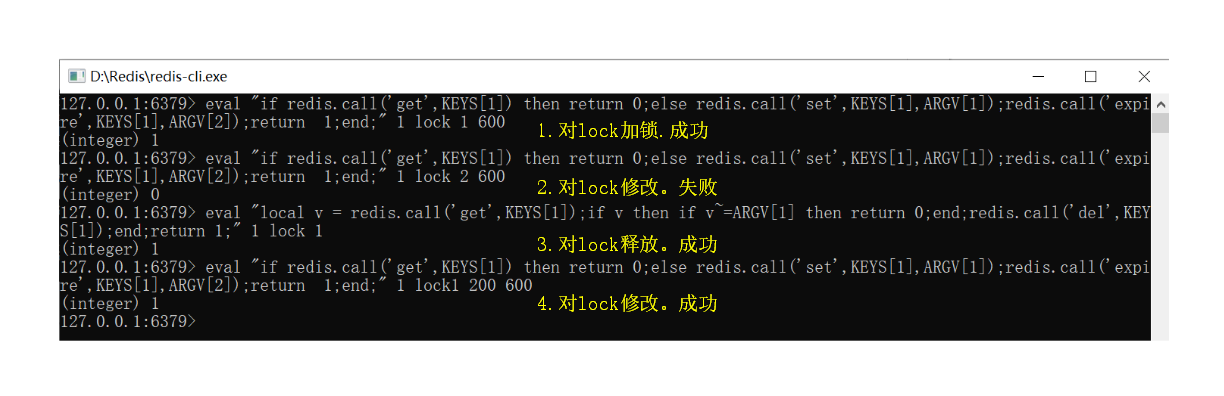 D:\Redis\redis-cli.exe
127.0.0.1:6379> eval "if redis.call('get',KEYS[1]) then return 0;else redis.call('set',KEYS[1],ARGV[1]);redis.call('expi
re',KEYS[1],ARGV[2]);return  1;end;" 1 lock 1 600
1.对lock加锁.成功
(integer) 1
127.0.0.1:6379> eval "if redis.call('get',KEYS[1]) then return 0;else redis.call('set',KEYS[1],ARGV[1]);redis.call('expi
re',KEYS[1],ARGV[2]);return  1;end;" 1 lock 2 600
2.对lock修改。失败
(integer) 0
127.0.0.1:6379> eval "local v = redis.call('get',KEYS[1]);if v then if v~=ARGV[1] then return 0;end;redis.call('del',KEY
S[1]);end;return 1;" 1 lock 1
3.对lock释放。成功
(integer) 1
127.0.0.1:6379> eval "if redis.call('get',KEYS[1]) then return 0;else redis.call('set',KEYS[1],ARGV[1]);redis.call('expi
re',KEYS[1],ARGV[2]);return  1;end;" 1 lock1 200 600
4.对lock修改。成功
(integer) 1
127.0.0.1:6379>